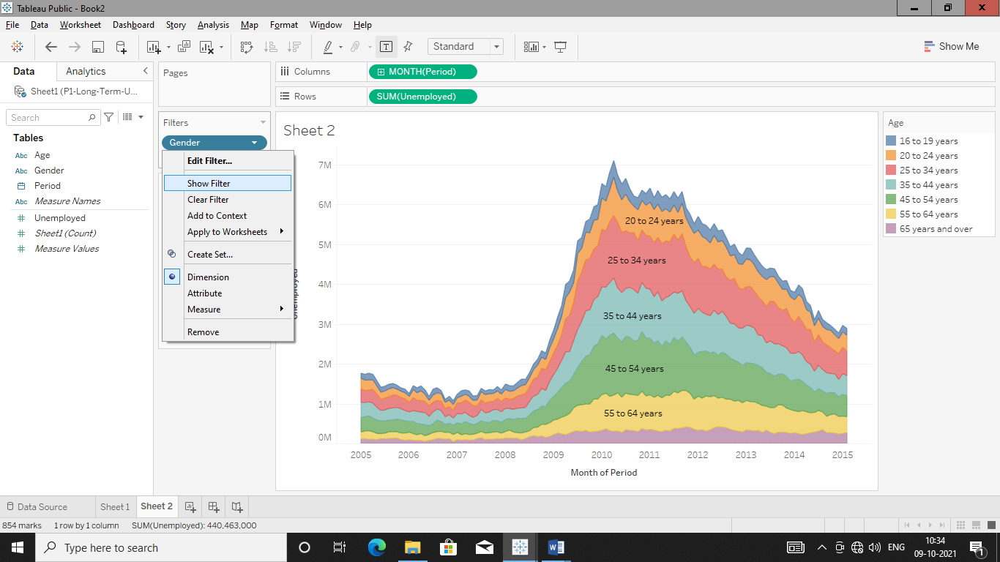 Tableau Public - Book2
File Data Worksheet Dashboard Story Analysis Map Format Window Help
Standard
Show Me
Data Analytics
Sheet1 (P1-Long-Term-U...
Search
Tables
Abc Age
Abc Gender
Period
Abc Measure Names
Unemployed
Sheet1 (Count)
Measure Values
Pages
Filters
Gender
Edit Filter...
Show Filter
Clear Filter
Add to Context
Apply to Worksheets
Create Set...
Dimension
Attribute
Measure
Remove
Columns MONTH(Period)
Rows SUM(Unemployed)
Sheet 2
7M
6M
5M
4M
3M
2M
1M
0M
20 to 24 years
25 to 34 years
35 to 44 years
45 to 54 years
55 to 64 years
2005 2006 2007 2008 2009 2010 2011 2012 2013 2014 2015
Month of Period
Age
16 to 19 years
20 to 24 years
25 to 34 years
35 to 44 years
45 to 54 years
55 to 64 years
65 years and over
Data Source Sheet 1 Sheet 2
854 marks 1 row by 1 column SUM(Unemployed): 440,463,000
Type here to search
ENG
10:34
09-10-2021
1